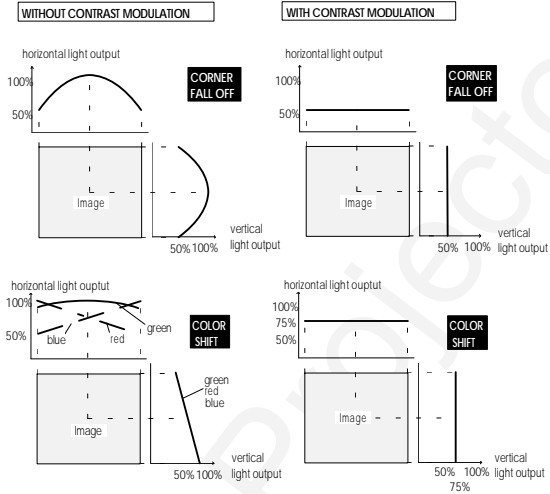 WITHOUT CONTRAST MODULATION
WITH CONTRAST MODULATION
horizontal light output
100%
50%
CORNER
FALL OFF
Image
50% 100%
vertical
light output
horizontal light output
100%
50%
CORNER
FALL OFF
Image
50% 100%
vertical
light output
horizontal light ouptut
100%
50%
green
blue
red
COLOR
SHIFT
Image
green
red
blue
50% 100%
vertical
light output
horizontal light ouptut
100%
75%
50%
COLOR
SHIFT
Image
50% 100%
75%
vertical
light output
Projecto